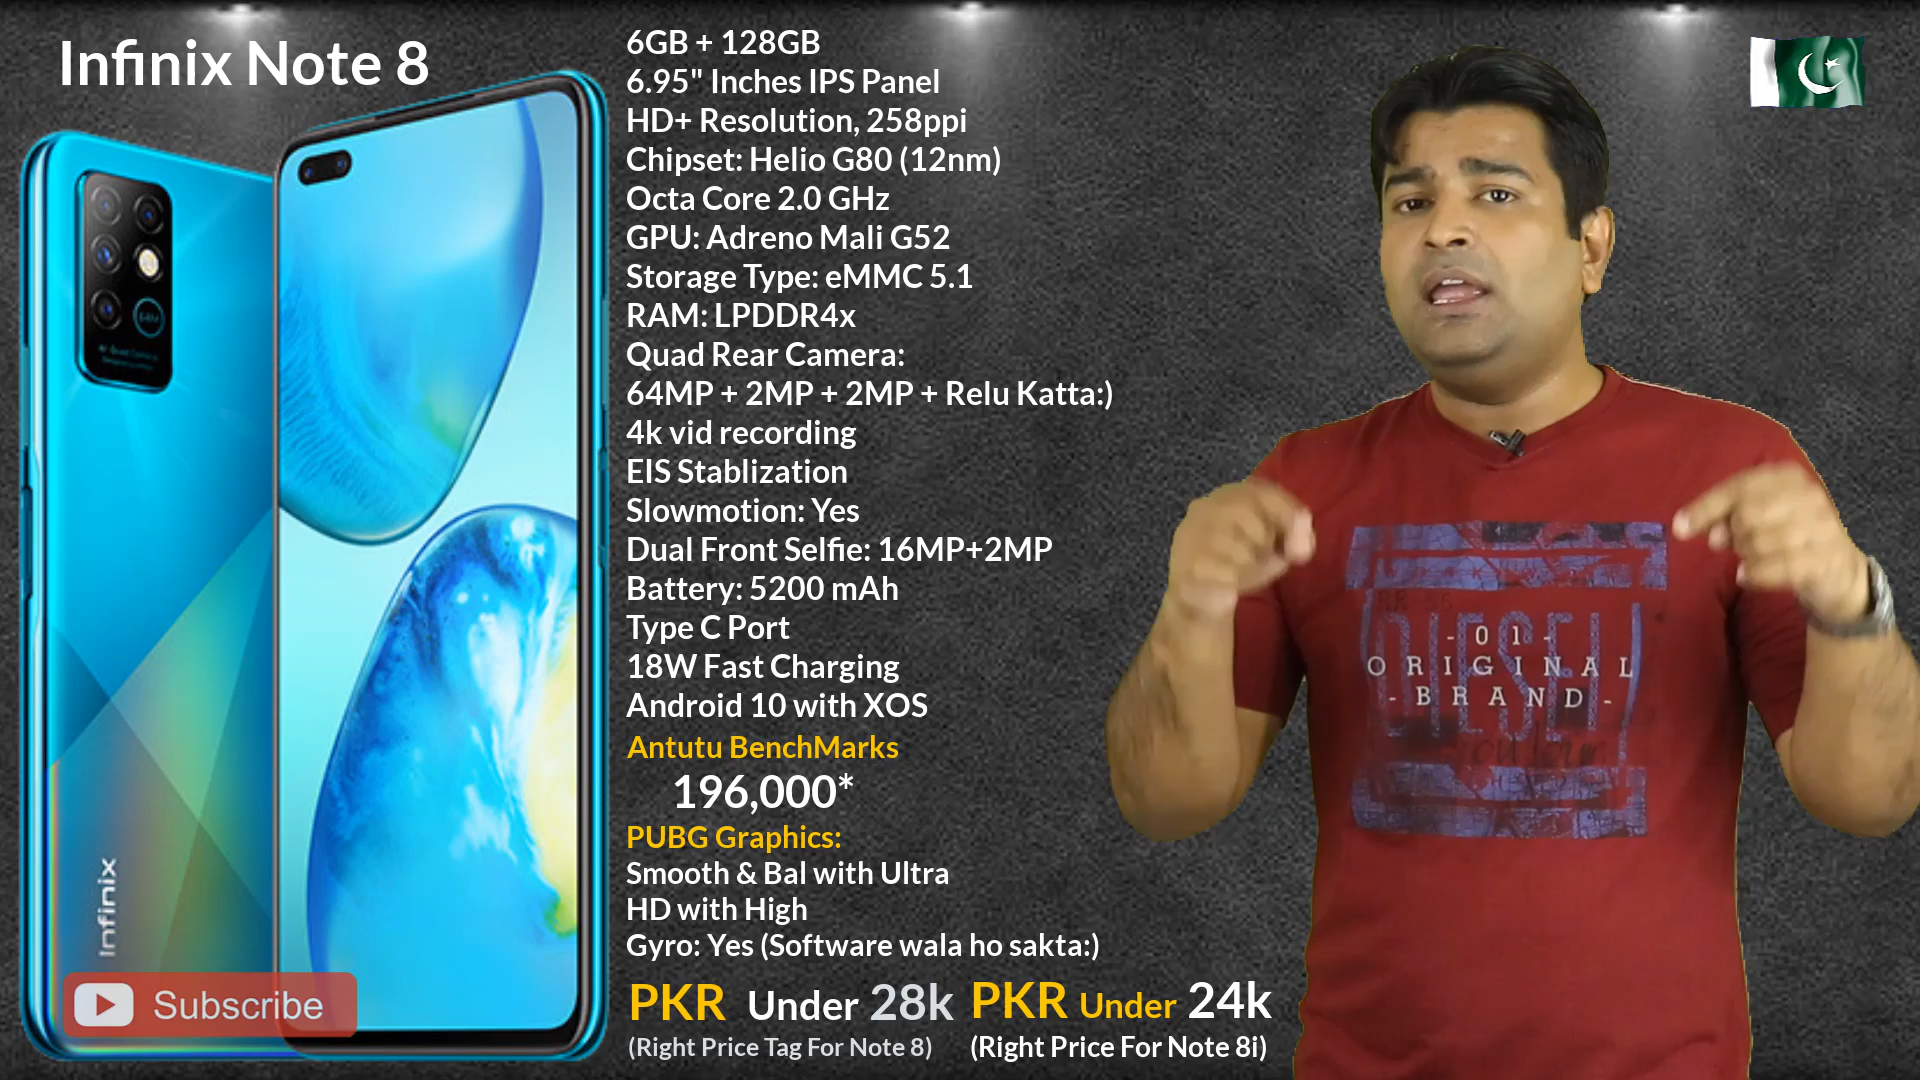 Infinix Note 8
6GB + 128GB
6.95" Inches IPS Panel
HD+ Resolution, 258ppi
Chipset: Helio G80 (12nm)
Octa Core 2.0 GHz
GPU: Adreno Mali G52
Storage Type: eMMC 5.1
RAM: LPDDR4x
Quad Rear Camera:
64MP + 2MP + 2MP + Relu Katta:)
4k vid recording
EIS Stablization
Slowmotion: Yes
Dual Front Selfie: 16MP+2MP
Battery: 5200 mAh
Type C Port
18W Fast Charging
Android 10 with XOS
Antutu BenchMarks
196,000*
PUBG Graphics:
Smooth & Bal with Ultra
HD with High
Gyro: Yes (Software wala ho sakta:)
PKR Under 28k
(Right Price Tag For Note 8)
PKR Under 24k
(Right Price For Note 8i)
Infinix
Subscribe
DIESEL
- 0 1 -
ORIGINAL
- BRAND -